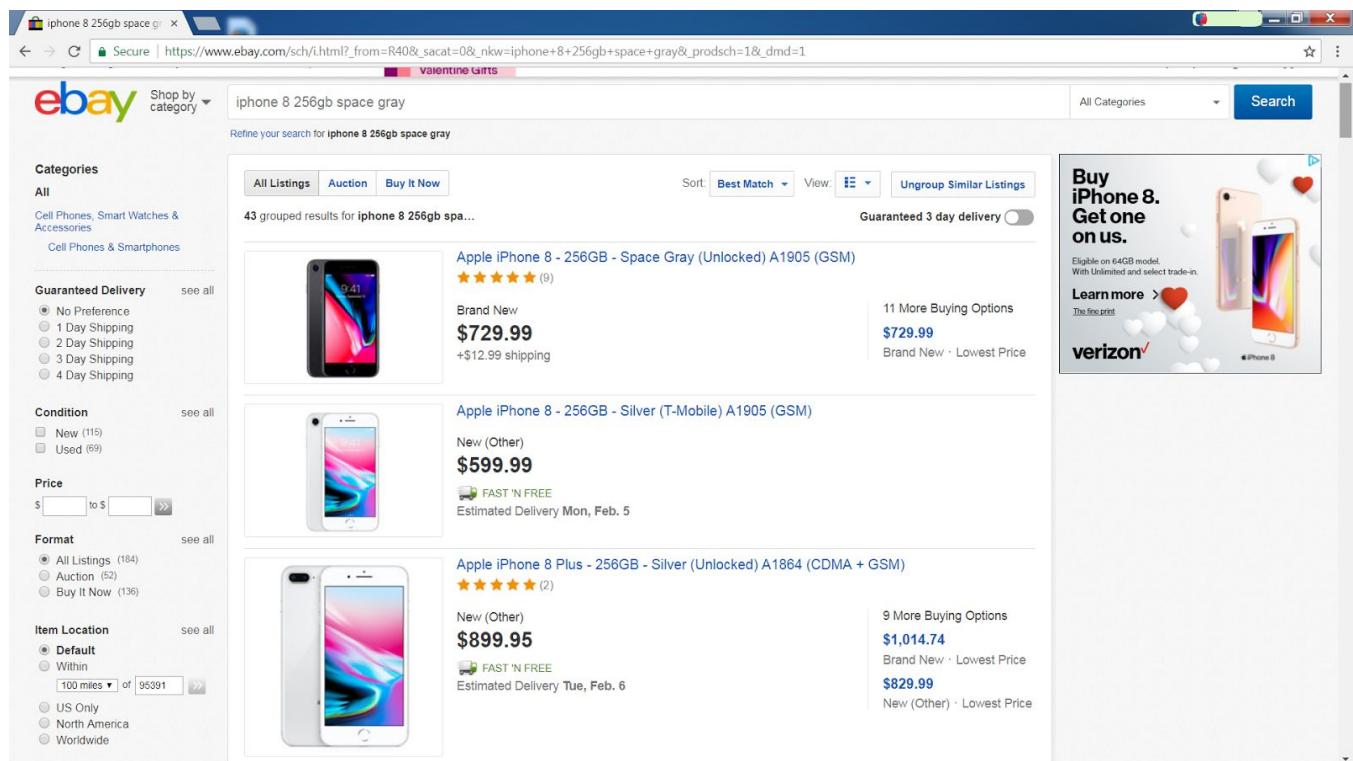 iphone 8 256gb space gr
Secure | https://www.ebay.com/sch/i.html?_from=R40&_sacat=0&_nkw=iphone+8+256gb+space+gray&_prodsch=1&_dmd=1
Valentine Gifts
ebay
Shop by
category
iphone 8 256gb space gray
All Categories
Search
Refine your search for iphone 8 256gb space gray
Categories
All
Cell Phones, Smart Watches &
Accessories
Cell Phones & Smartphones
Guaranteed Delivery see all
No Preference
1 Day Shipping
2 Day Shipping
3 Day Shipping
4 Day Shipping
Condition see all
New (115)
Used (69)
Price
$ to $
Format see all
All Listings (184)
Auction (52)
Buy It Now (136)
Item Location see all
Default
Within
100 miles of 95391
US Only
North America
Worldwide
All Listings Auction Buy It Now
Sort: Best Match View: Ungroup Similar Listings
43 grouped results for iphone 8 256gb spa...
Guaranteed 3 day delivery
Apple iPhone 8 - 256GB - Space Gray (Unlocked) A1905 (GSM)
(9)
Brand New
$729.99
+$12.99 shipping
11 More Buying Options
$729.99
Brand New · Lowest Price
9:41
Apple iPhone 8 - 256GB - Silver (T-Mobile) A1905 (GSM)
New (Other)
$599.99
FAST 'N FREE
Estimated Delivery Mon, Feb. 5
9:41
Apple iPhone 8 Plus - 256GB - Silver (Unlocked) A1864 (CDMA + GSM)
(2)
New (Other)
$899.95
FAST 'N FREE
Estimated Delivery Tue, Feb. 6
9 More Buying Options
$1,014.74
Brand New · Lowest Price
$829.99
New (Other) · Lowest Price
Buy
iPhone 8.
Get one
on us.
Eligible on 64GB model.
With Unlimited and select trade-in.
Learn more >
The fine print
verizon
iPhone 8